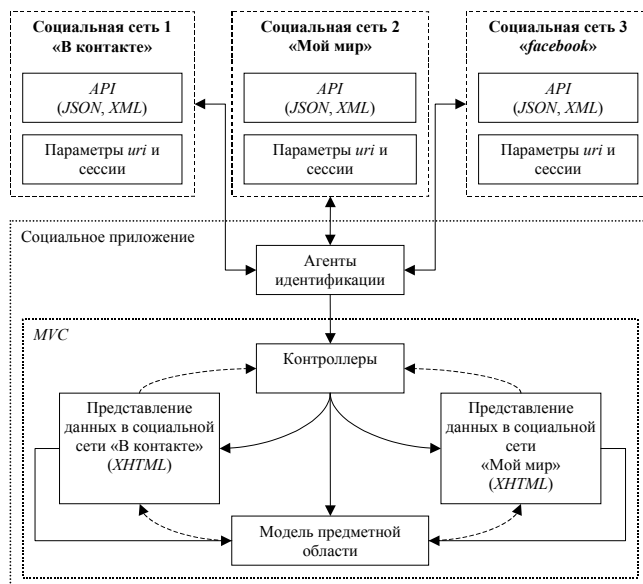 Социальная сеть 1
«В контакте»
API
(JSON, XML)
Параметры uri и
сессии
Социальная сеть 2
«Мой мир»
API
(JSON, XML)
Параметры uri и
сессии
Социальная сеть 3
«facebook»
API
(JSON, XML)
Параметры uri и
сессии
Социальное приложение
Агенты
идентификации
MVC
Контроллеры
Представление
данных в социальной
сети «В контакте»
(XHTML)
Представление
данных в социальной
сети
«Мой мир»
(XHTML)
Модель предметной
области